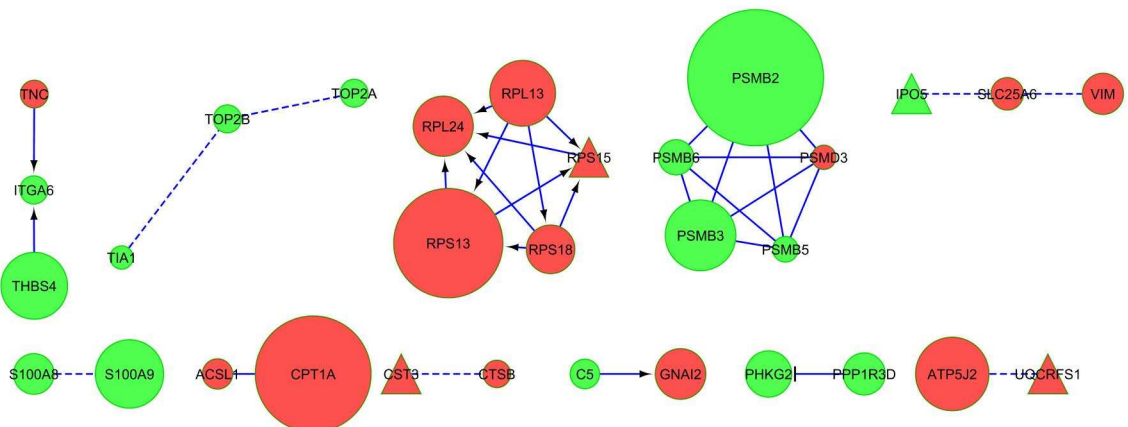 TNC
ITGA6
THBS4
TOP2A
TOP2B
TIA1
RPL13
RPL24
RPS15
RPS13
RPS18
PSMB2
PSMB6
PSMD3
PSMB3
PSMB5
IPO5
SLC25A6
VIM
S100A8
S100A9
ACSL1
CPT1A
CST3
CTSB
C5
GNAI2
PHKG2
PPP1R3D
ATP5J2
UQCRFS1